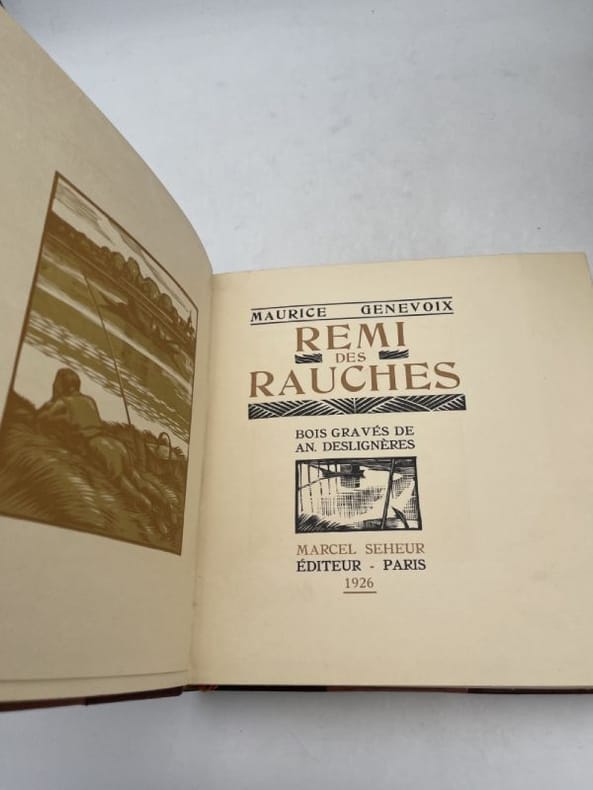 MAURICE GENEVOIX
REMI
DES
RAUCHES
BOIS GRAVÉS DE
AN. DESLIGNÈRES
MARCEL SEHEUR
ÉDITEUR - PARIS
1926